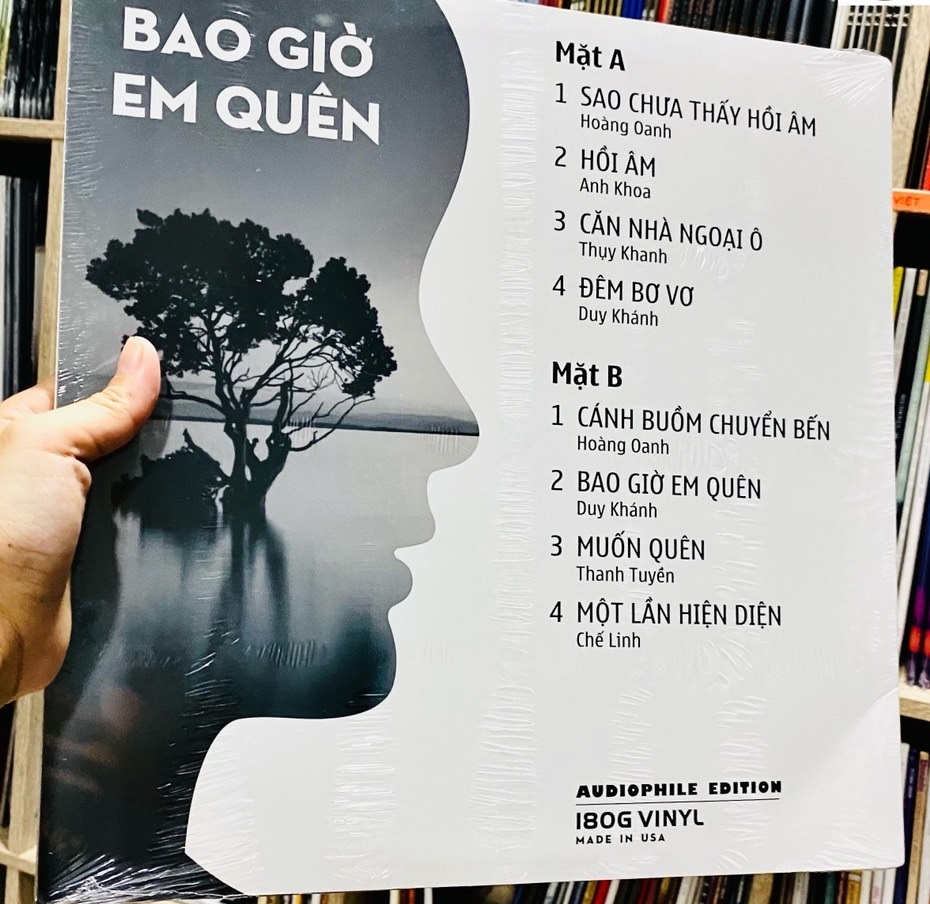 BAO GIỜ
EM QUÊN
Mặt A
1 SAO CHƯA THẤY HỒI ÂM
Hoàng Oanh
2 HỒI ÂM
Anh Khoa
3 CĂN NHÀ NGOẠI Ô
Thụy Khanh
4 ĐÊM BƠ VƠ
Duy Khánh
Mặt B
1 CÁNH BUỒM CHUYỂN BẾN
Hoàng Oanh
2 BAO GIỜ EM QUÊN
Duy Khánh
3 MUỐN QUÊN
Thanh Tuyền
4 MỘT LẦN HIỆN DIỆN
Chế Linh
AUDIOPHILE EDITION
180G VINYL
MADE IN USA
VIỆT